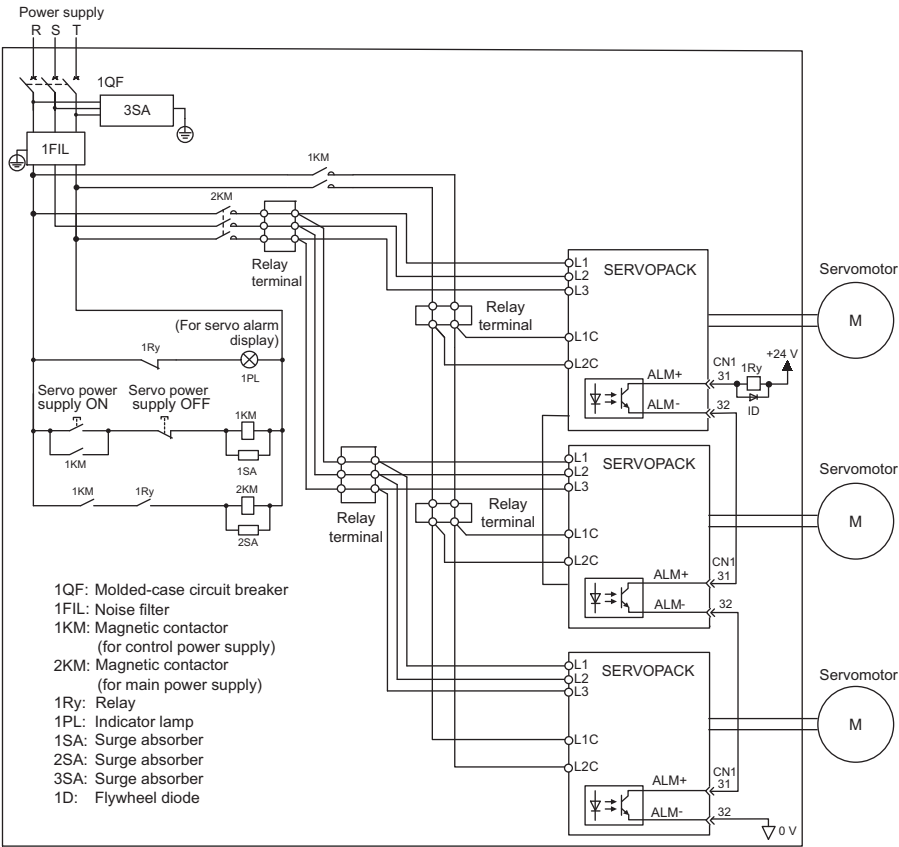 Power supply
R S T
1QF
3SA
1FIL
1KM
2KM
Relay
terminal
L1
L2
L3
SERVOPACK
Servomotor
M
Relay
terminal
L1C
L2C
(For servo alarm
display)
1Ry
1PL
ALM+
CN1
31
1Ry
+24 V
ID
ALM-
32
Servo power
supply ON
Servo power
supply OFF
1KM
1KM
1SA
L1
L2
L3
SERVOPACK
Servomotor
M
1KM
1Ry
2KM
2SA
Relay
terminal
Relay
terminal
L1C
L2C
ALM+
CN1
31
ALM-
32
1QF: Molded-case circuit breaker
1FIL: Noise filter
1KM: Magnetic contactor
(for control power supply)
2KM: Magnetic contactor
(for main power supply)
1Ry: Relay
1PL: Indicator lamp
1SA: Surge absorber
2SA: Surge absorber
3SA: Surge absorber
1D: Flywheel diode
L1
L2
L3
SERVOPACK
Servomotor
M
L1C
L2C
ALM+
CN1
31
ALM-
32
0 V